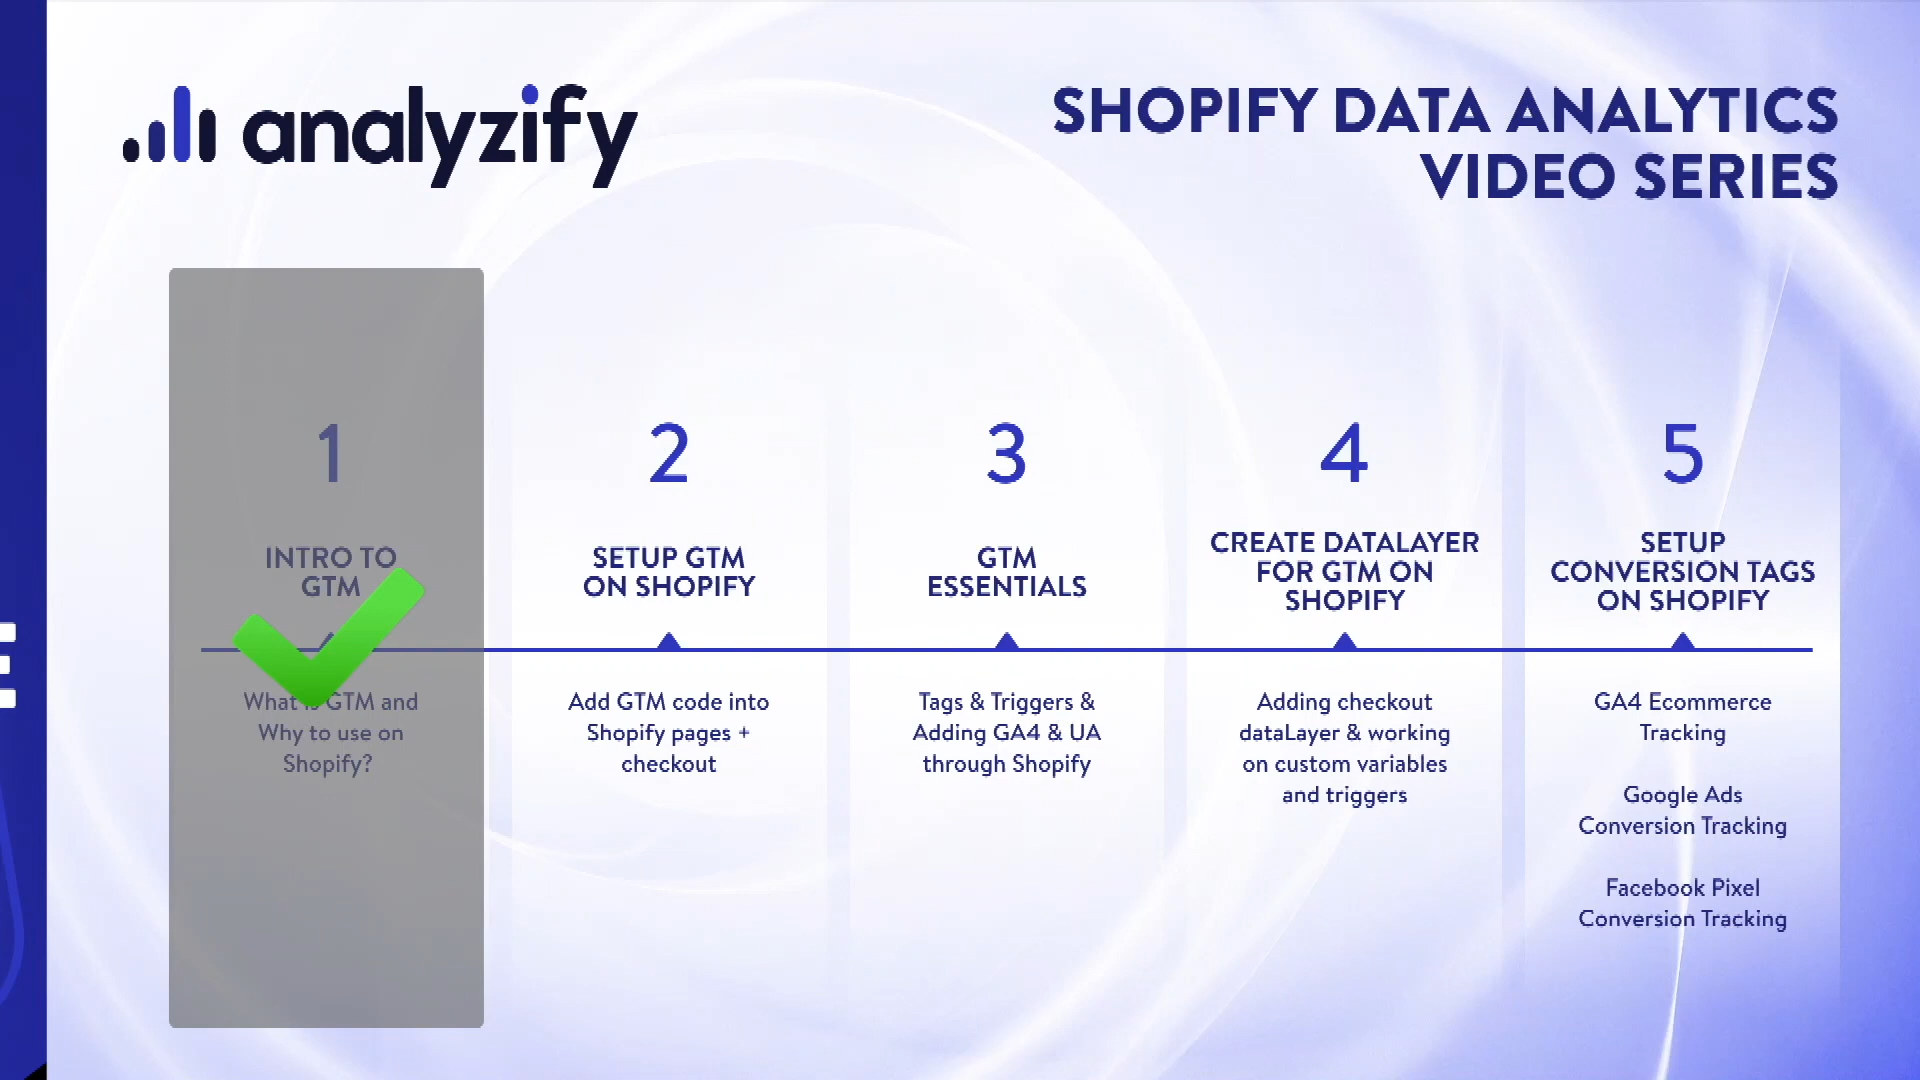 analyzify
SHOPIFY DATA ANALYTICS
VIDEO SERIES
E
1
INTRO TO
GTM
What is GTM and
Why to use on
Shopify?
2
SETUP GTM
ON SHOPIFY
Add GTM code into
Shopify pages +
checkout
3
GTM
ESSENTIALS
Tags & Triggers &
Adding GA4 & UA
through Shopify
4
CREATE DATALAYER
FOR GTM ON
SHOPIFY
Adding checkout
dataLayer & working
on custom variables
and triggers
5
SETUP
CONVERSION TAGS
ON SHOPIFY
GA4 Ecommerce
Tracking
Google Ads
Conversion Tracking
Facebook Pixel
Conversion Tracking